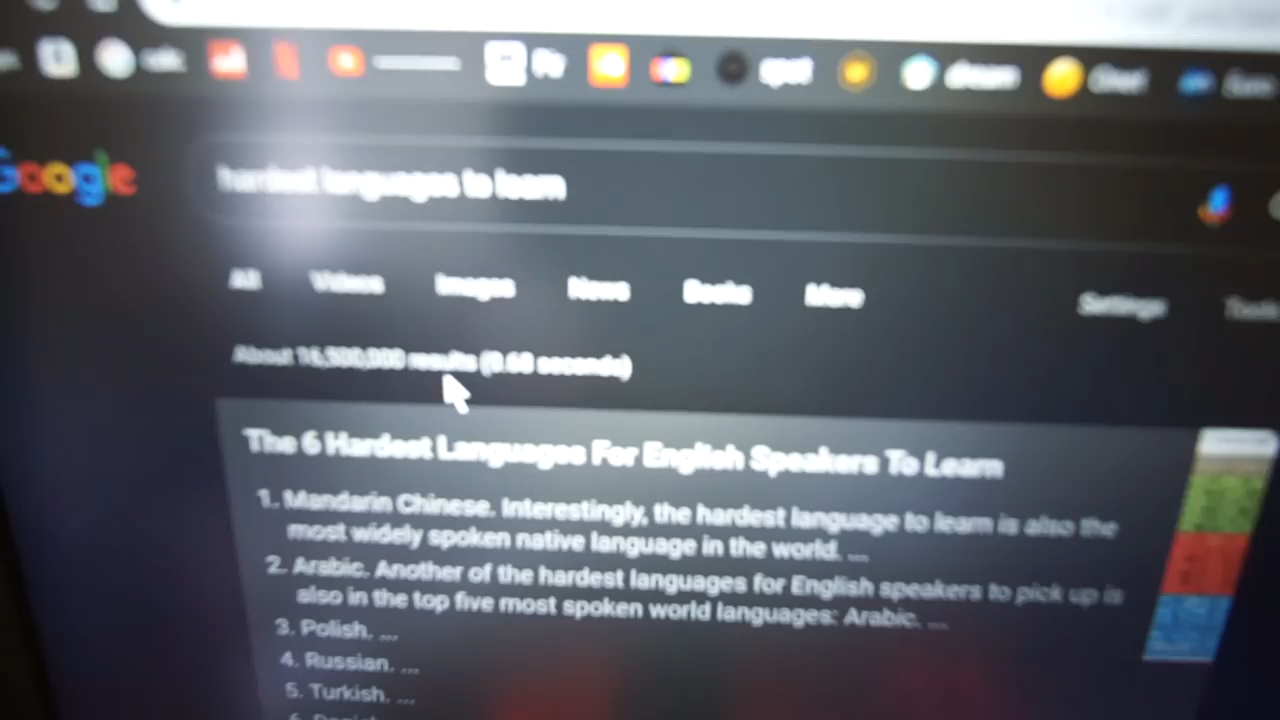 spot
dream
Google
hardest languages to learn
All Videos Images News Books More Settings Tools
About results (0.68 seconds)
The 6 Hardest Languages For English Speakers To Learn
1. Mandarin Chinese. Interestingly, the hardest language to learn is also the
most widely spoken native language in the world. ...
2. Arabic. Another of the hardest languages for English speakers to pick up is
also in the top five most spoken world languages: Arabic. ...
3. Polish. ...
4. Russian. ...
5. Turkish. ...
6.